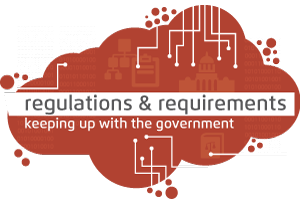 regulations & requirements
keeping up with the government